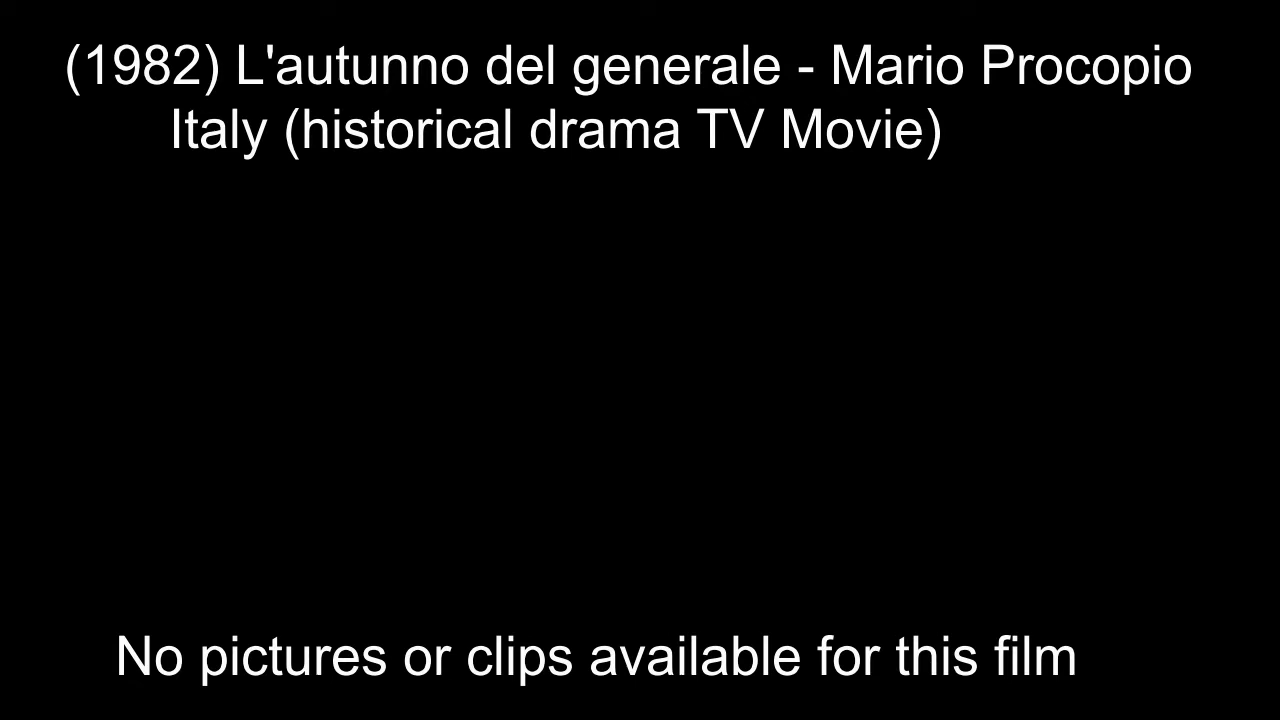 (1982) L'autunno del generale - Mario Procopio
Italy (historical drama TV Movie)
No pictures or clips available for this film